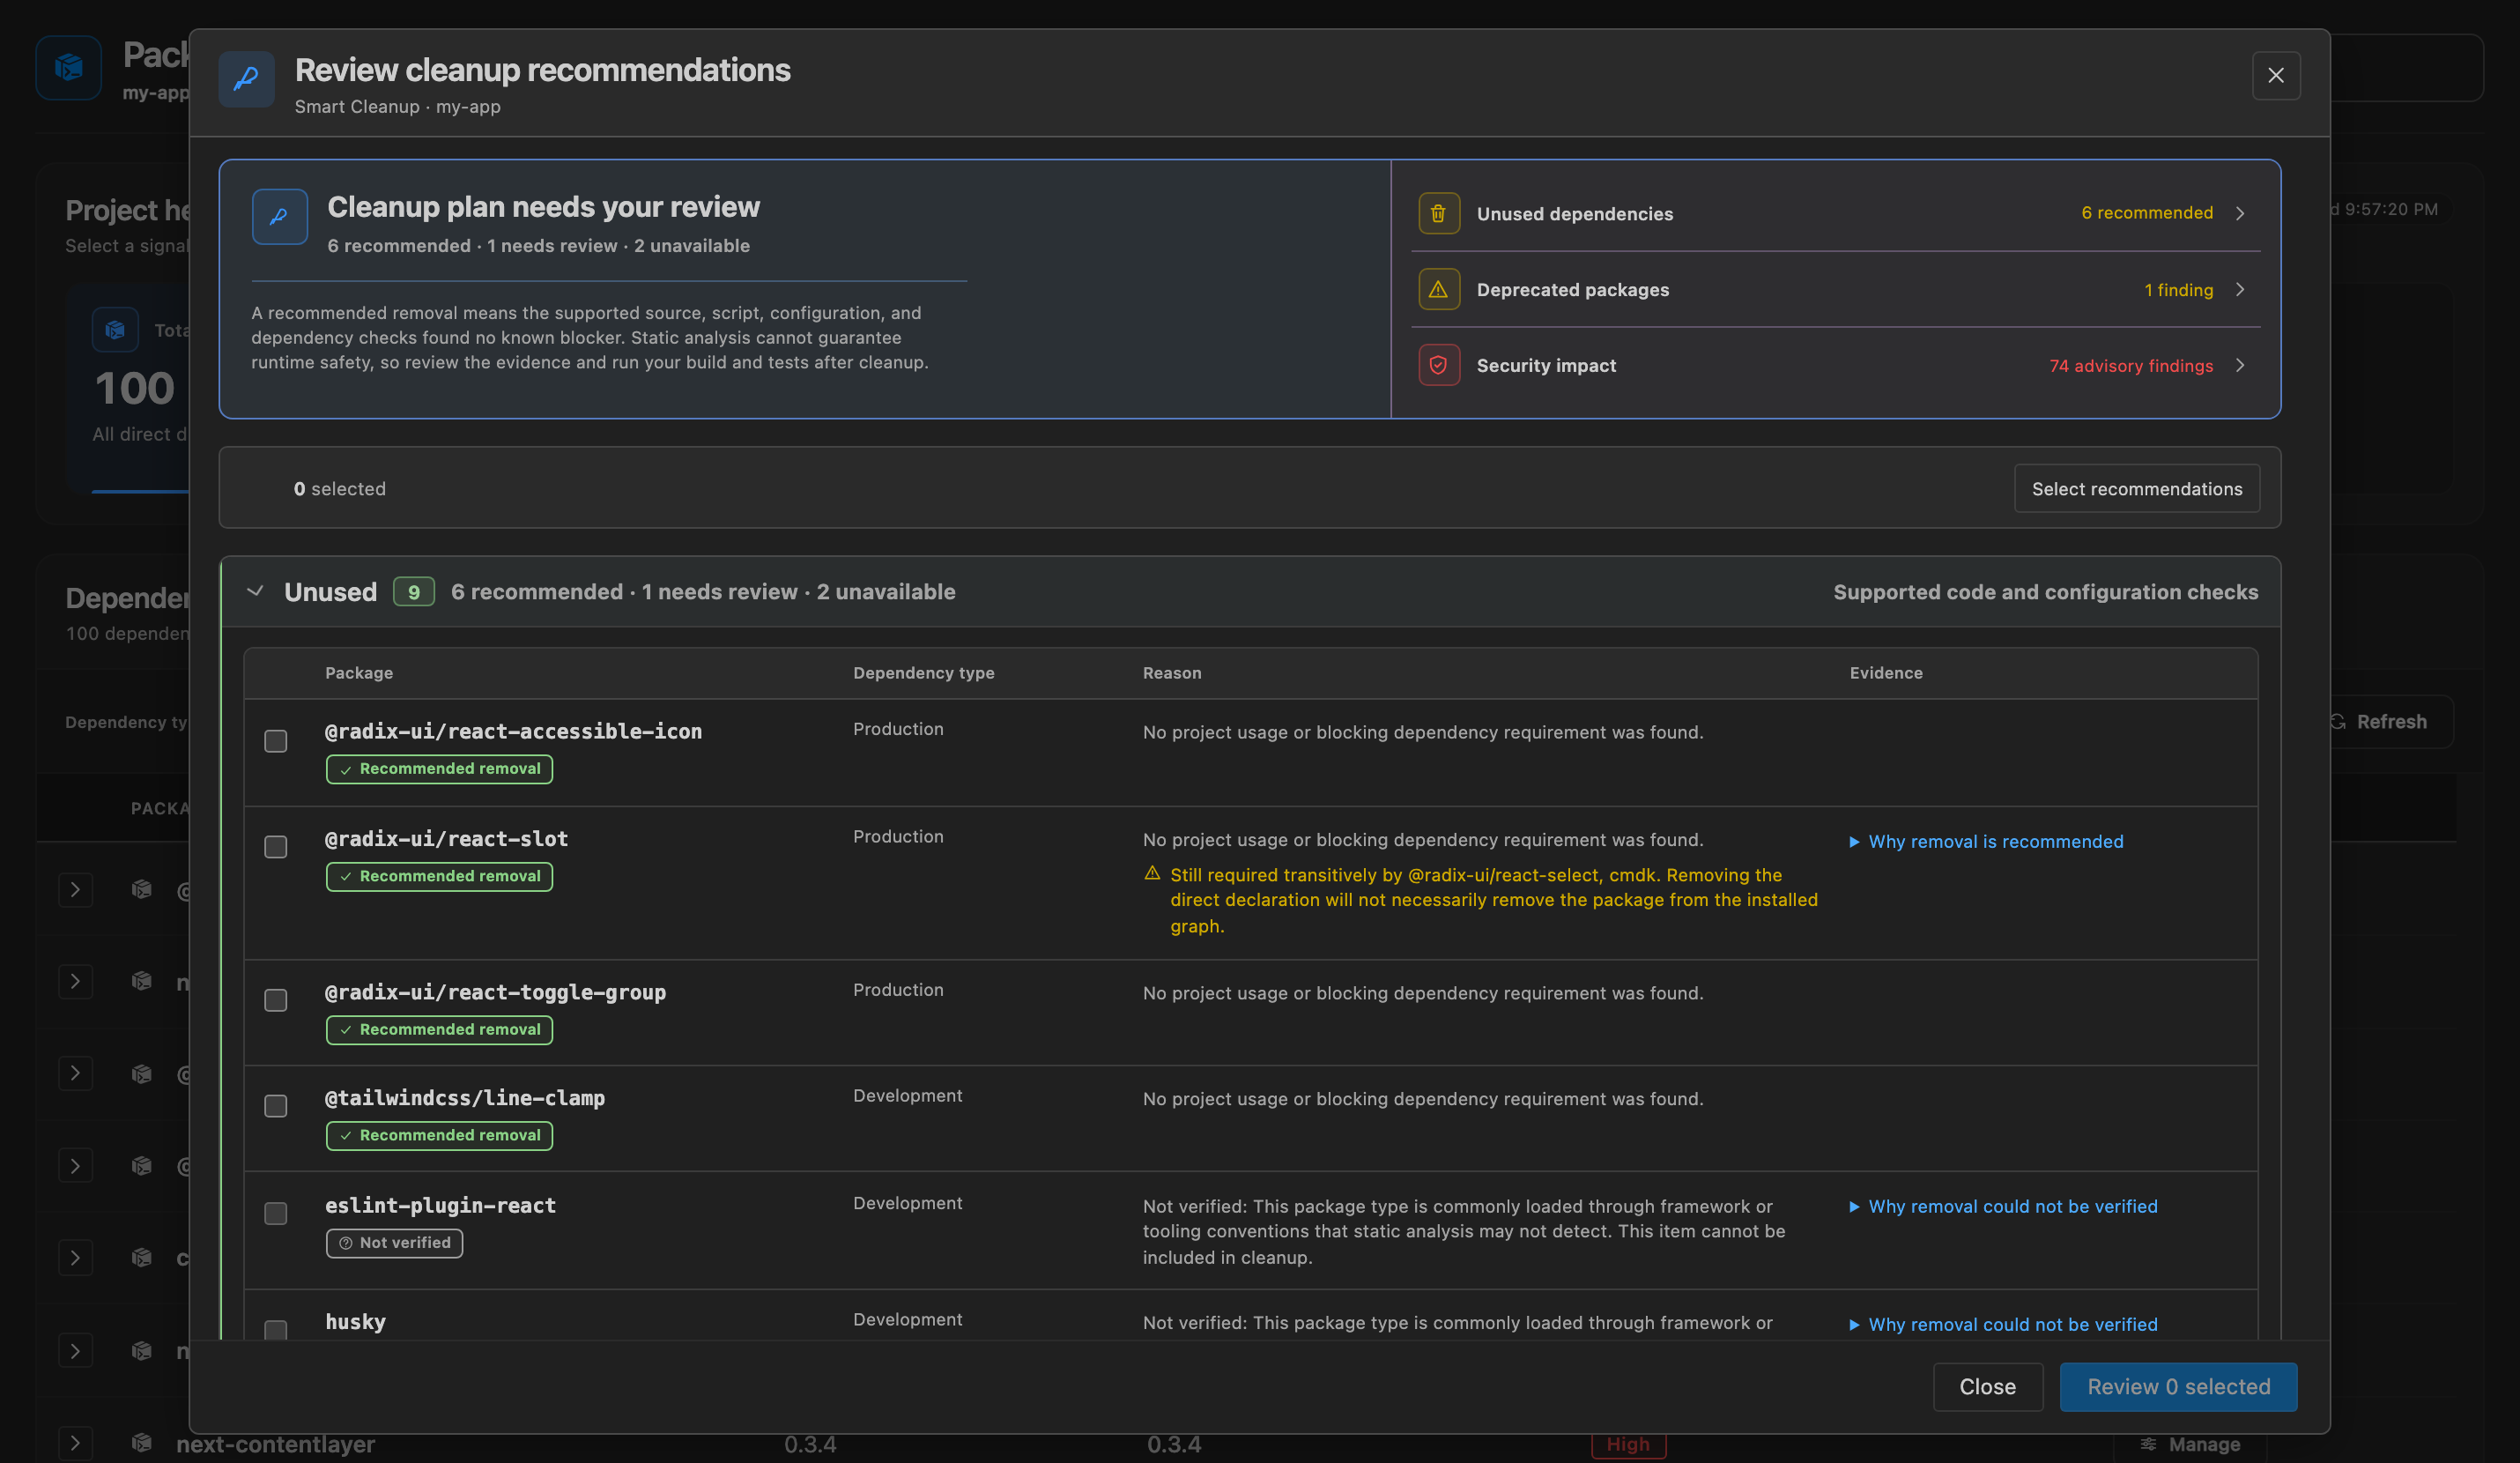 Review cleanup recommendations
Smart Cleanup · my-app
my-app
Cleanup plan needs your review
6 recommended · 1 needs review · 2 unavailable
A recommended removal means the supported source, script, configuration, and
dependency checks found no known blocker. Static analysis cannot guarantee
runtime safety, so review the evidence and run your build and tests after cleanup.
Unused dependencies
6 recommended
Deprecated packages
1 finding
Security impact
74 advisory findings
9:57:20 PM
Project
Select a signal
100
All direct
0 selected
Select recommendations
Unused
9
6 recommended · 1 needs review · 2 unavailable
Supported code and configuration checks
100
Dependency
Refresh
Package
Dependency type
Reason
Evidence
@radix-ui/react-accessible-icon
Production
No project usage or blocking dependency requirement was found.
Recommended removal
@radix-ui/react-slot
Production
No project usage or blocking dependency requirement was found.
Why removal is recommended
Recommended removal
Still required transitively by @radix-ui/react-select, cmdk. Removing the
direct declaration will not necessarily remove the package from the installed
graph.
@radix-ui/react-toggle-group
Production
No project usage or blocking dependency requirement was found.
Recommended removal
@tailwindcss/line-clamp
Development
No project usage or blocking dependency requirement was found.
Recommended removal
eslint-plugin-react
Development
Not verified: This package type is commonly loaded through framework or
tooling conventions that static analysis may not detect. This item cannot be
included in cleanup.
Why removal could not be verified
Not verified
husky
Development
Not verified: This package type is commonly loaded through framework or
Why removal could not be verified
Close
Review 0 selected
next-contentlayer
0.3.4
0.3.4
High
Manage